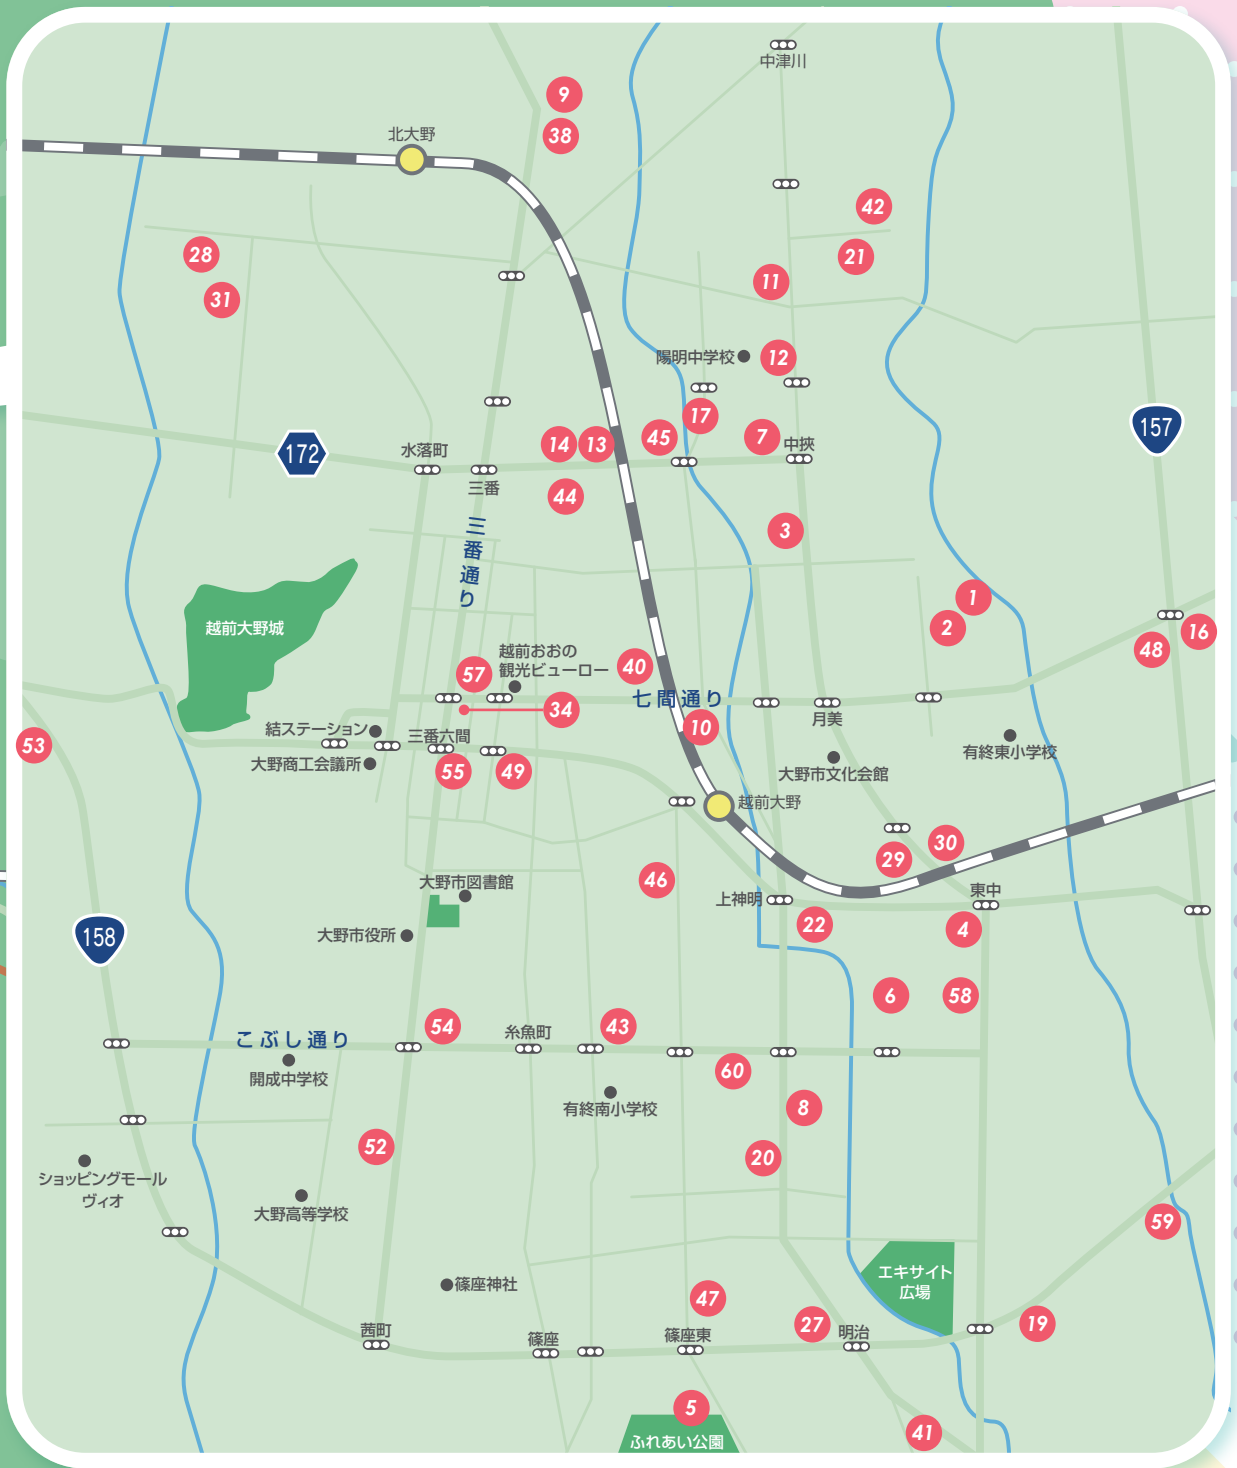 中津川
9
38
北大野
42
28
21
31
11
陽明中学校
12
17
157
172
水落町
14
13
45
7
中挾
三番
44
三番通り
3
1
越前大野城
2
16
48
越前おおの
観光ビューロー
57
40
七間通り
34
月美
10
結ステーション
三番六間
53
有終東小学校
大野商工会議所
55
49
大野市文化会館
越前大野
30
29
大野市図書館
46
上神明
東中
22
4
大野市役所
158
6
58
54
糸魚町
43
こぶし通り
開成中学校
60
有終南小学校
8
52
20
ショッピングモール
ヴィオ
大野高等学校
59
エキサイト
広場
篠座神社
47
27
明治
19
茜町
篠座
篠座東
5
41
ふれあい公園